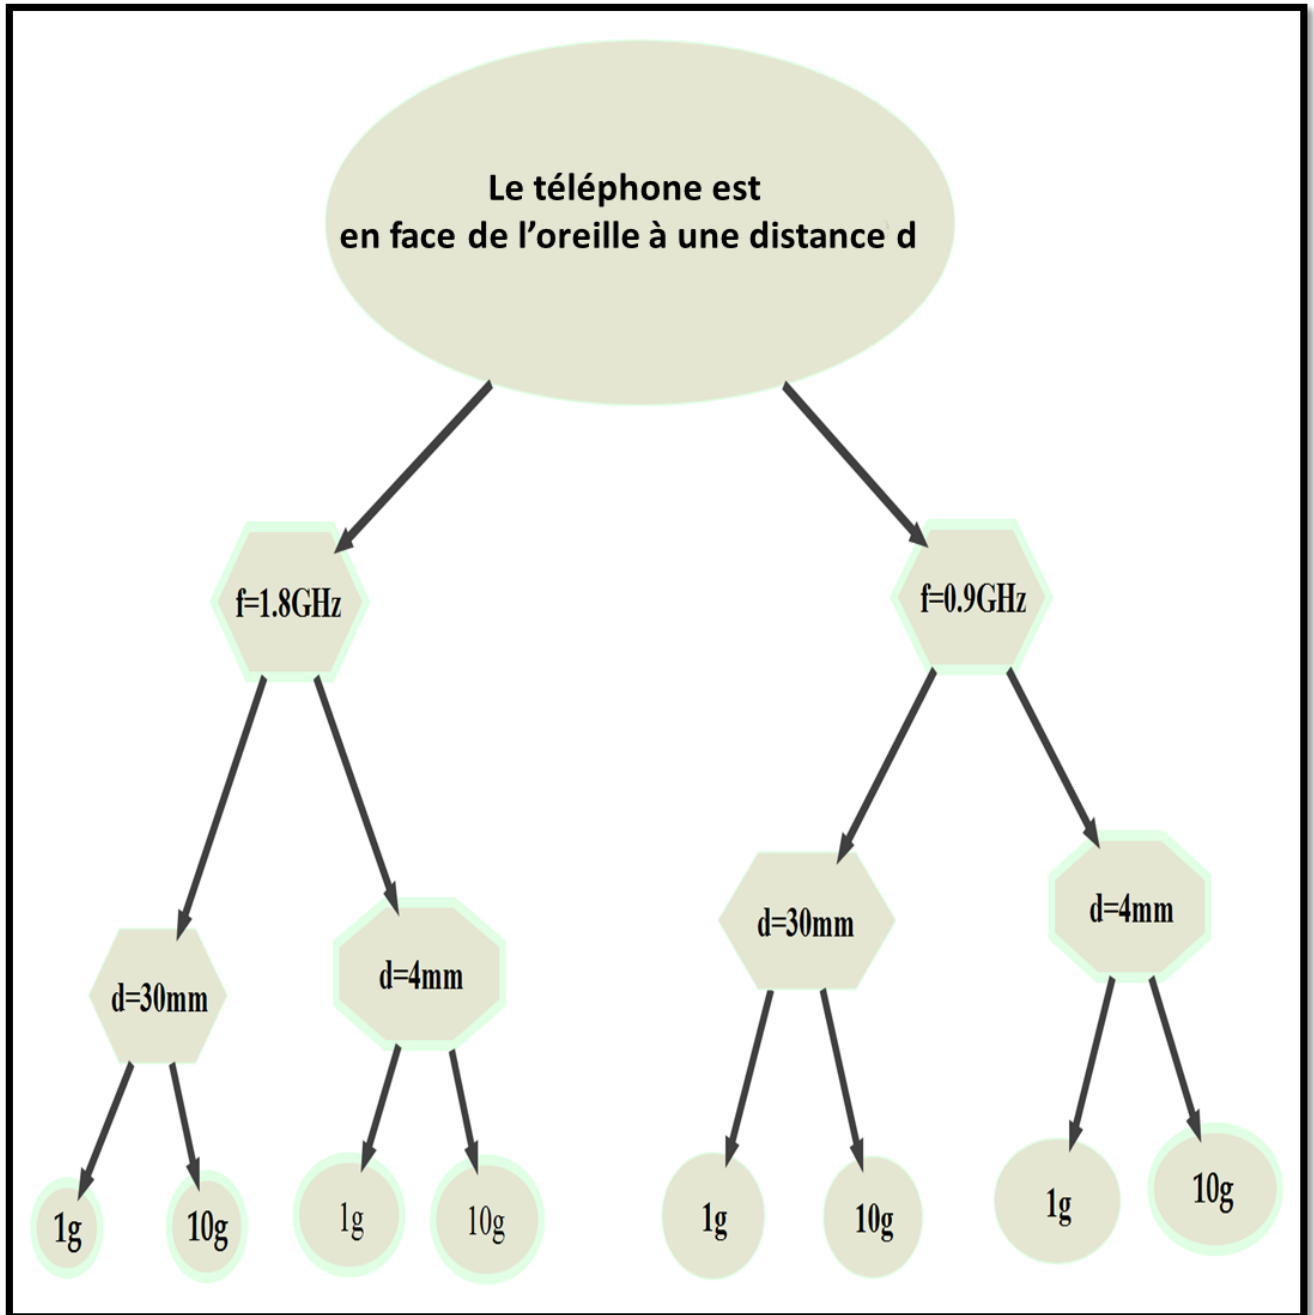 Le téléphone est
en face de l’oreille à une distance d
f=1.8GHz
f=0.9GHz
d=30mm
d=4mm
d=30mm
d=4mm
1g
10g
1g
10g
1g
10g
1g
10g